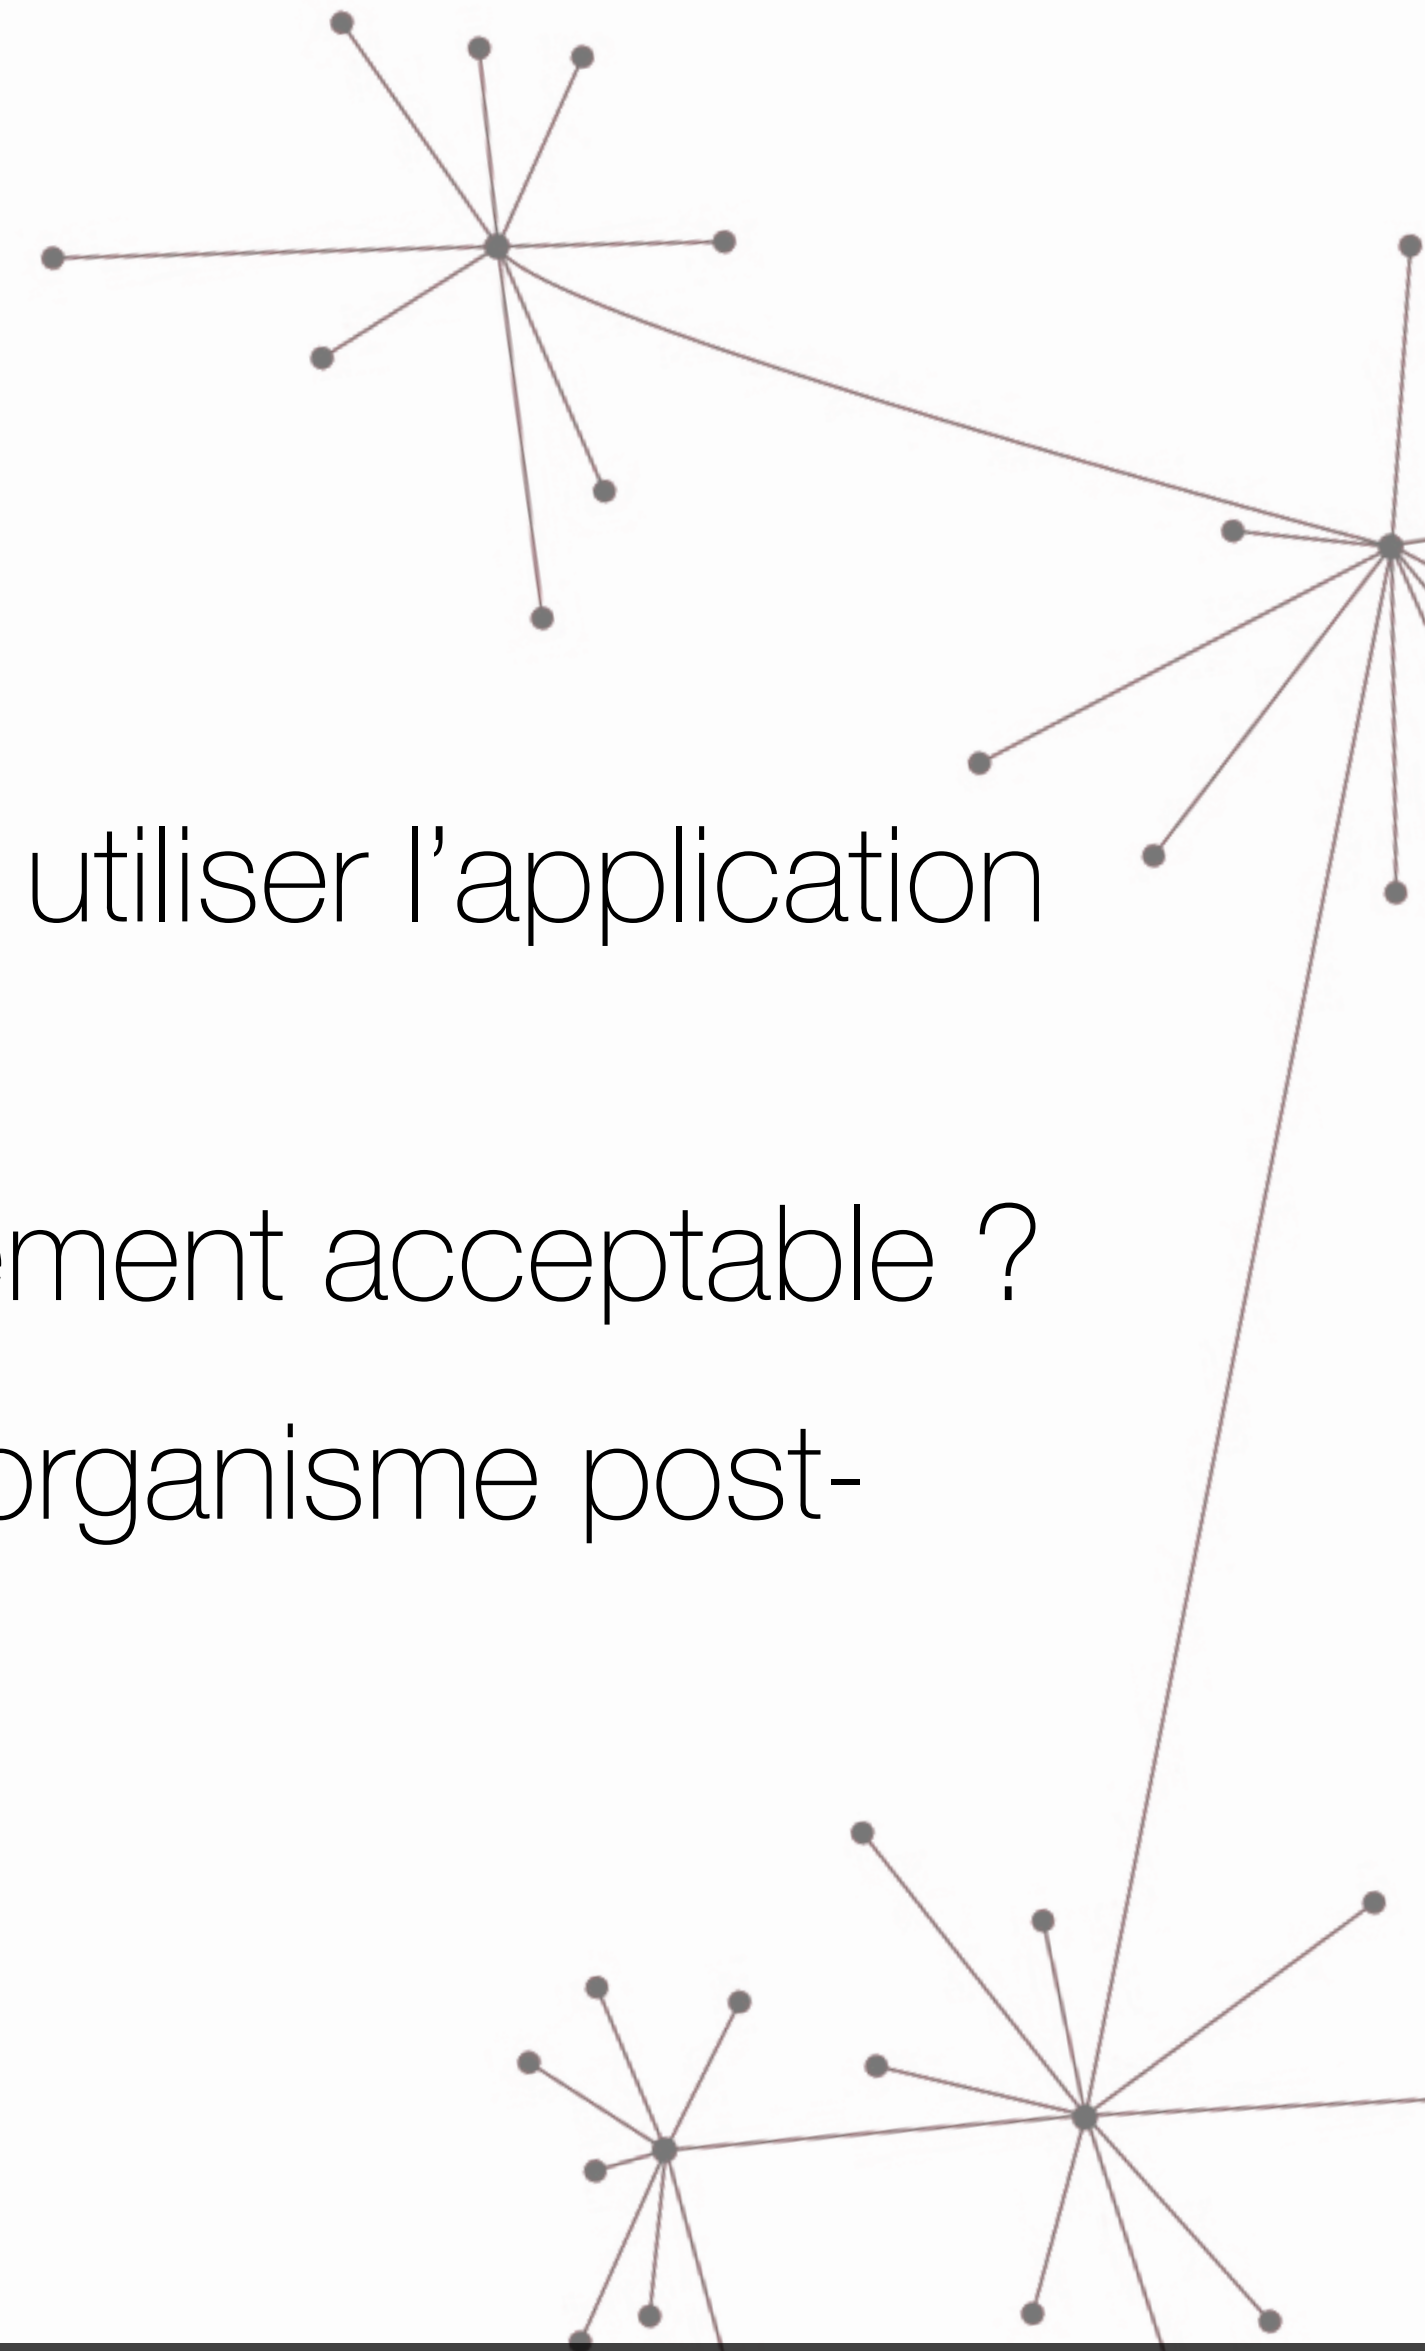 utiliser l’application
ement acceptable ?
organisme post-